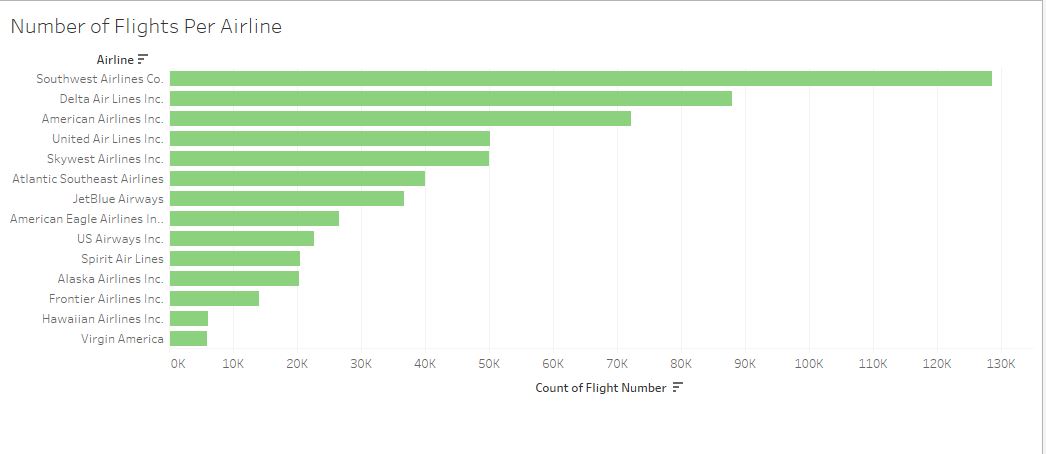 Number of Flights Per Airline
Airline
Southwest Airlines Co.
Delta Air Lines Inc.
American Airlines Inc.
United Air Lines Inc.
Skywest Airlines Inc.
Atlantic Southeast Airlines
JetBlue Airways
American Eagle Airlines In..
US Airways Inc.
Spirit Air Lines
Alaska Airlines Inc.
Frontier Airlines Inc.
Hawaiian Airlines Inc.
Virgin America
0K 10K 20K 30K 40K 50K 60K 70K 80K 90K 100K 110K 120K 130K
Count of Flight Number